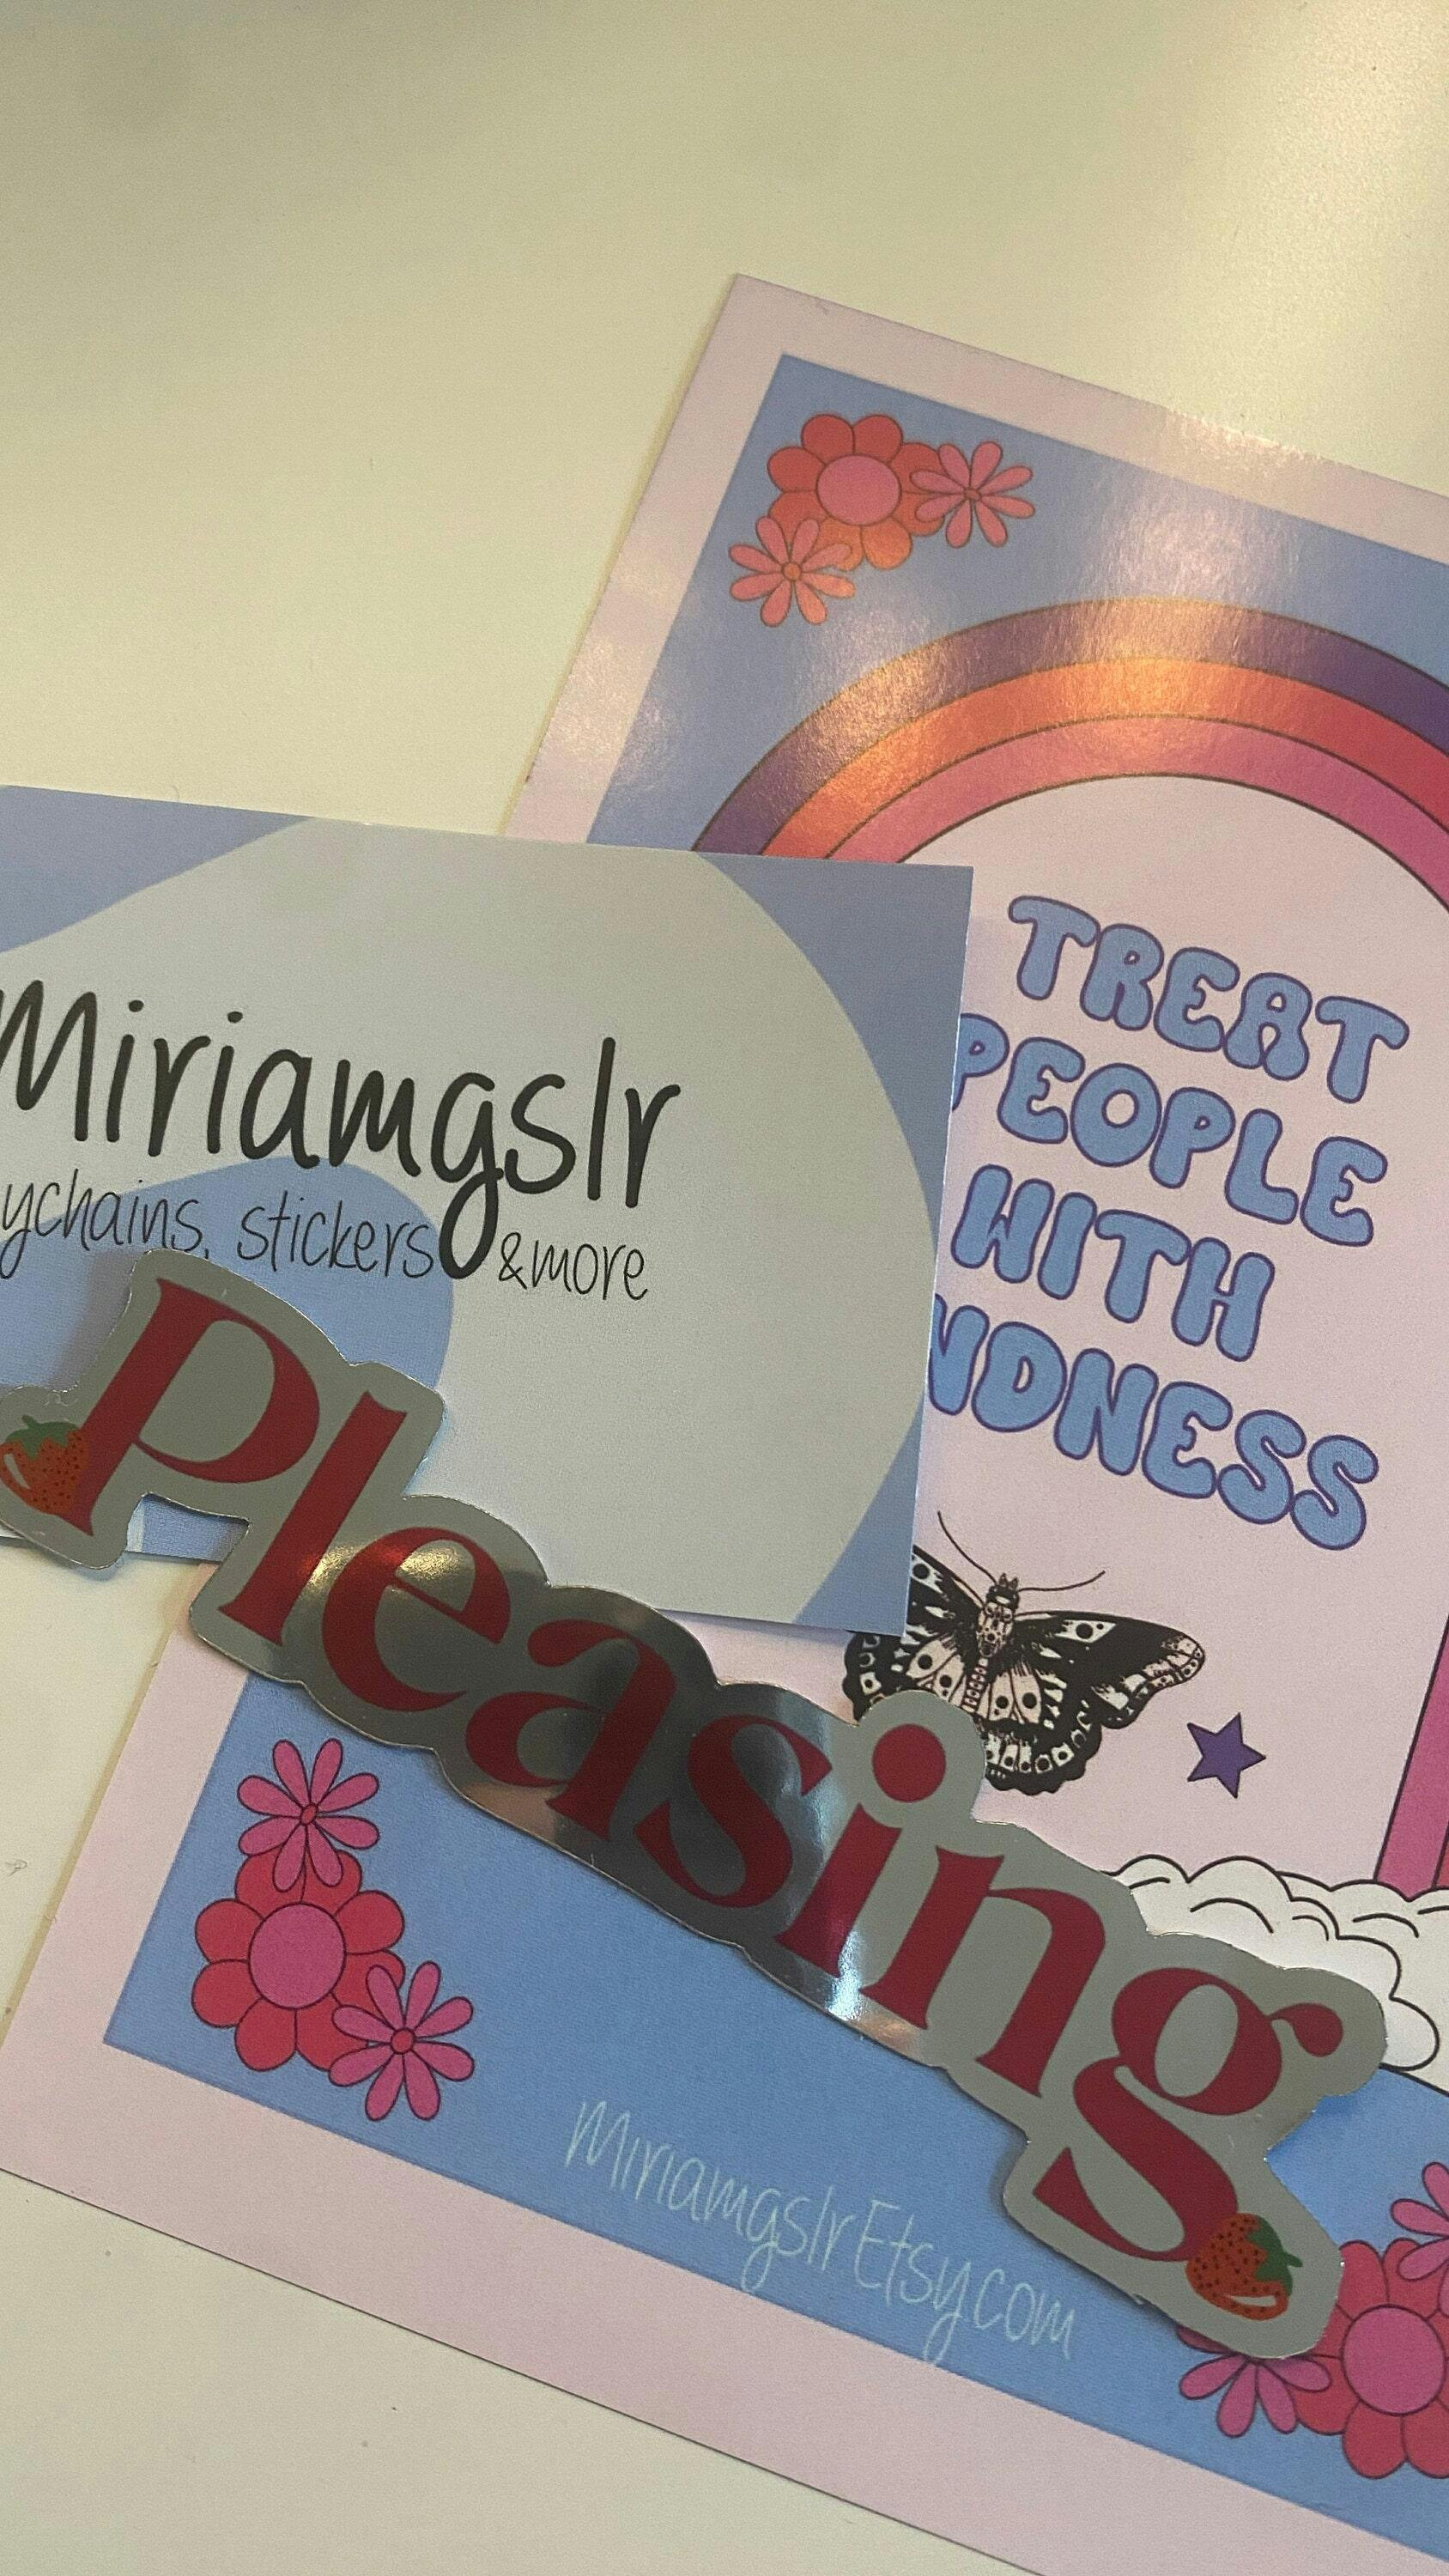 TREAT
PEOPLE
WITH
NDNESS
Miriamgslr
ychains, stickers &more
Pleasing
MiriamgslrEtsy.com